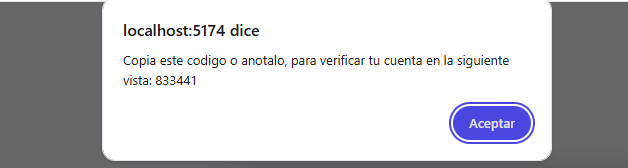 localhost:5174 dice
Copia este codigo o anotalo, para verificar tu cuenta en la siguiente
vista: 833441
Aceptar